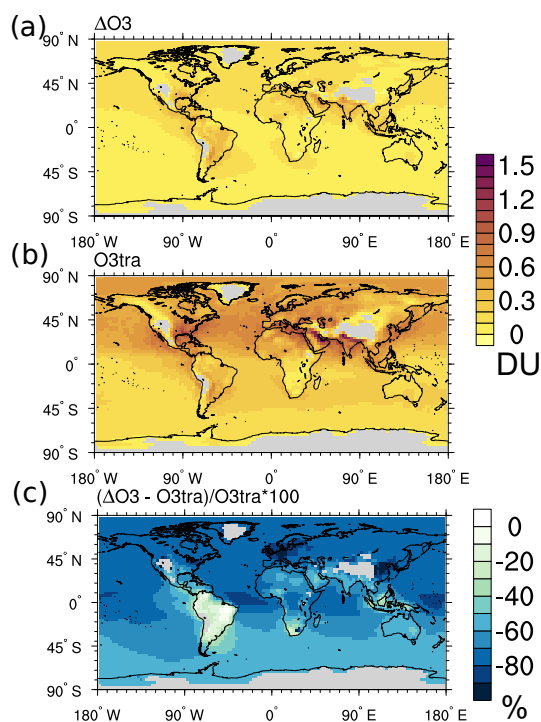 (a)
ΔO3
90° N
45° N
0°
45° S
90° S
180° W
90° W
0°
90° E
180° E
(b)
O3tra
90° N
45° N
0°
45° S
90° S
180° W
90° W
0°
90° E
180° E
1.5
1.2
0.9
0.6
0.3
0
DU
(c)
(ΔO3 - O3tra)/O3tra*100
90° N
45° N
0°
45° S
90° S
180° W
90° W
0°
90° E
180° E
0
-20
-40
-60
-80
%